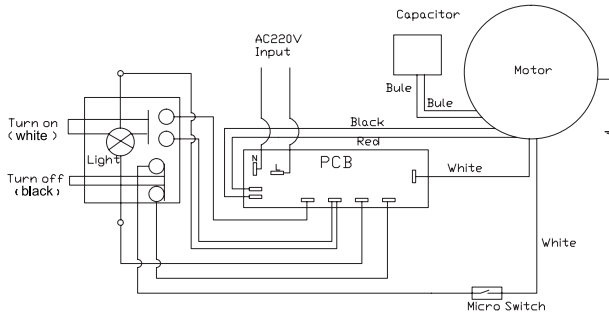 Capacitor
AC220V
Input
Motor
Bule
Bule
Turn on
(white)
Light
Black
Red
N
L
PCB
White
Turn off
(black)
White
Micro Switch